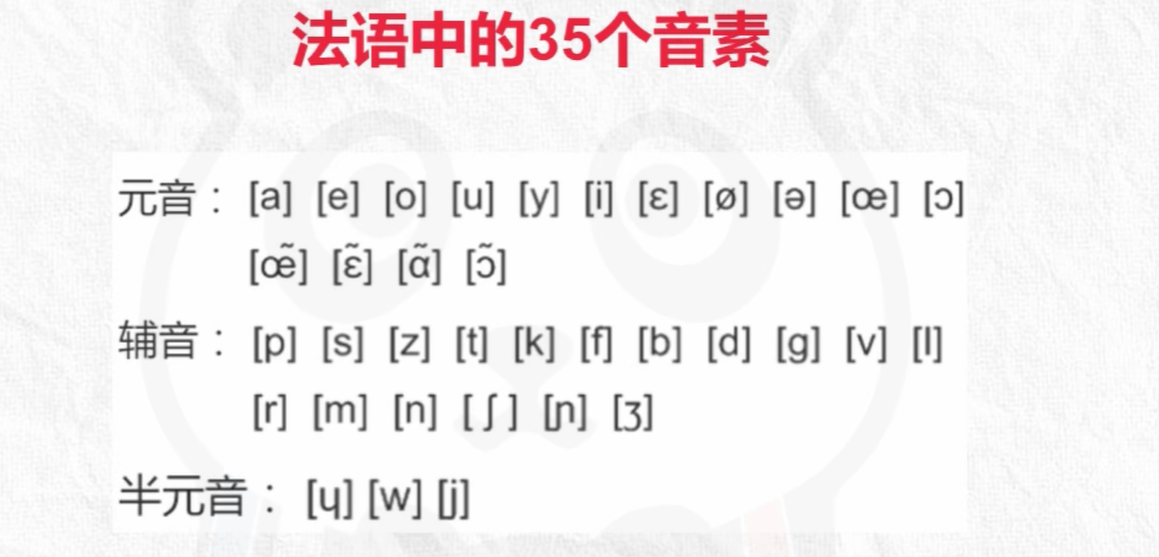 法语中的35个音素
元音： [a] [e] [o] [u] [y] [i] [ε] [ø] [ə] [œ] [ɔ]
[œ̃] [ε̃] [ɑ̃] [ɔ̃]
辅音： [p] [s] [z] [t] [k] [f] [b] [d] [g] [v] [l]
[r] [m] [n] [ ʃ ] [ɲ] [ʒ]
半元音： [ɥ] [w] [j]